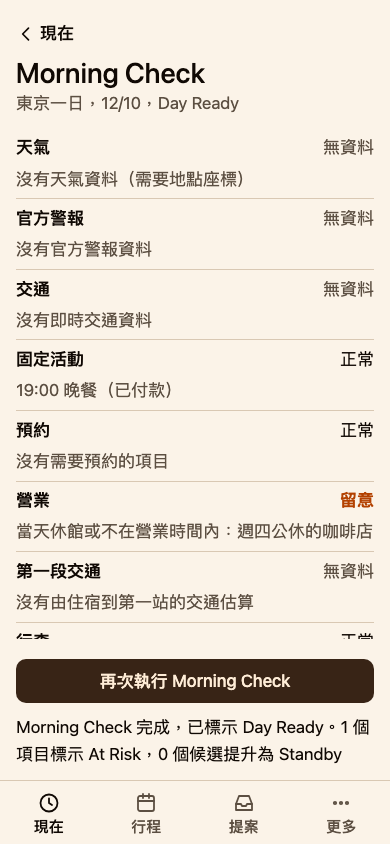 現在
Morning Check
東京一日，12/10，Day Ready
天氣 無資料
沒有天氣資料（需要地點座標）
官方警報 無資料
沒有官方警報資料
交通 無資料
沒有即時交通資料
固定活動 正常
19:00 晚餐（已付款）
預約 正常
沒有需要預約的項目
營業 留意
當天休館或不在營業時間內：週四公休的咖啡店
第一段交通 無資料
沒有由住宿到第一站的交通估算
再次執行 Morning Check
Morning Check 完成，已標示 Day Ready。1 個
項目標示 At Risk，0 個候選提升為 Standby
現在 行程 提案 更多